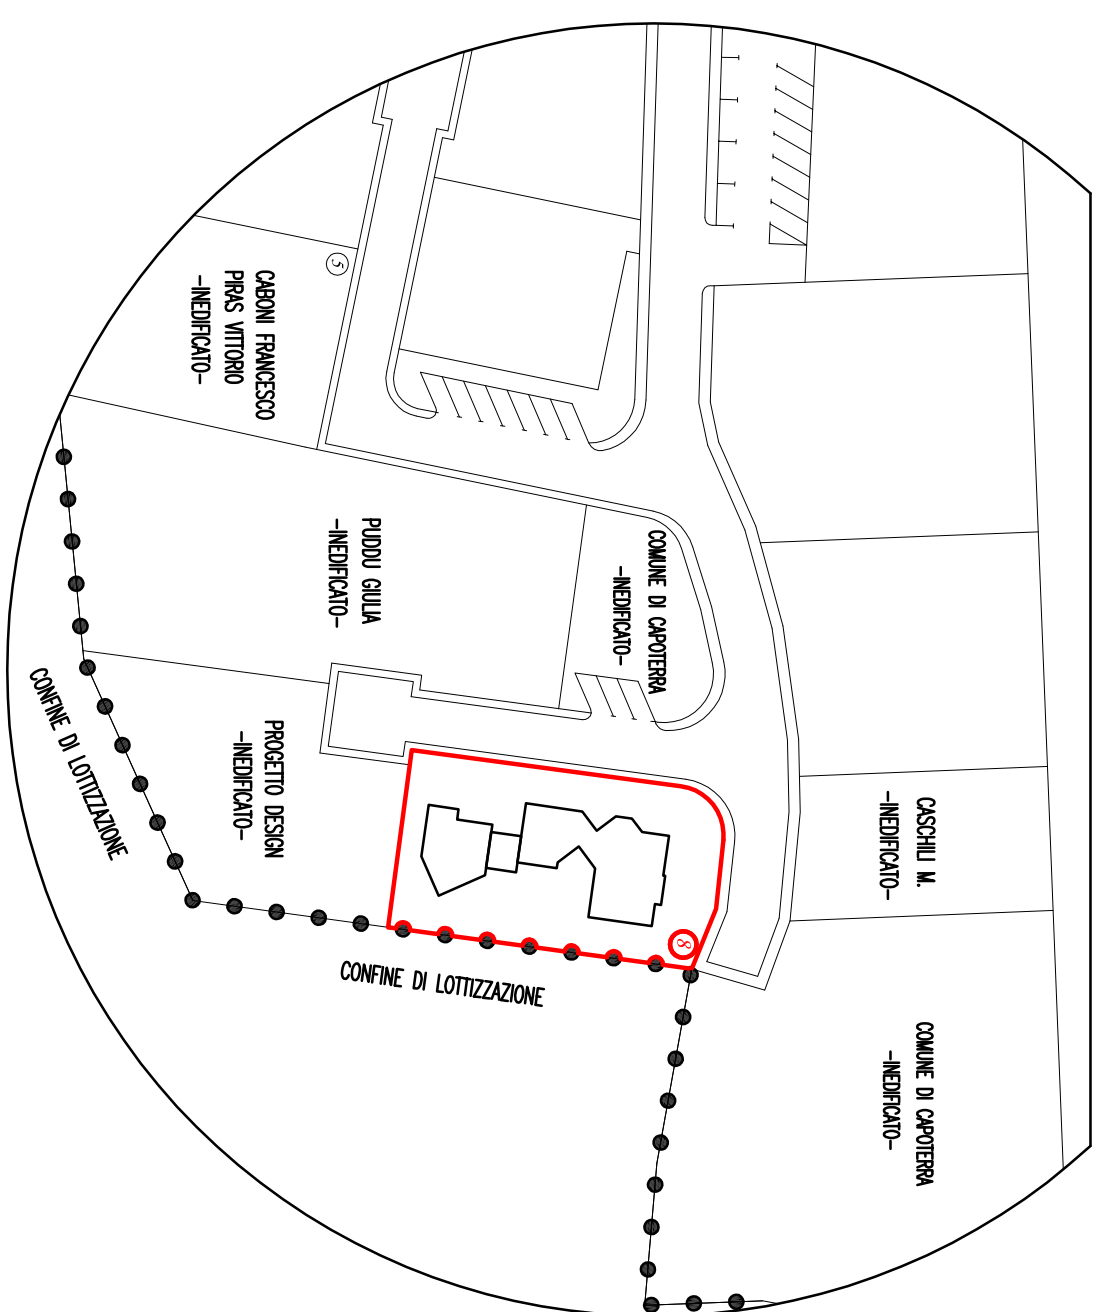 CABONI FRANCESCO
PIRAS VITTORIO
-INEDIFICATO-
5
PUDDU GIULIA
-INEDIFICATO-
COMUNE DI CAPOTERRA
-INEDIFICATO-
CONFINE DI LOTTIZZAZIONE
PROGETTO DESIGN
-INEDIFICATO-
CASCHILI M.
-INEDIFICATO-
8
CONFINE DI LOTTIZZAZIONE
COMUNE DI CAPOTERRA
-INEDIFICATO-